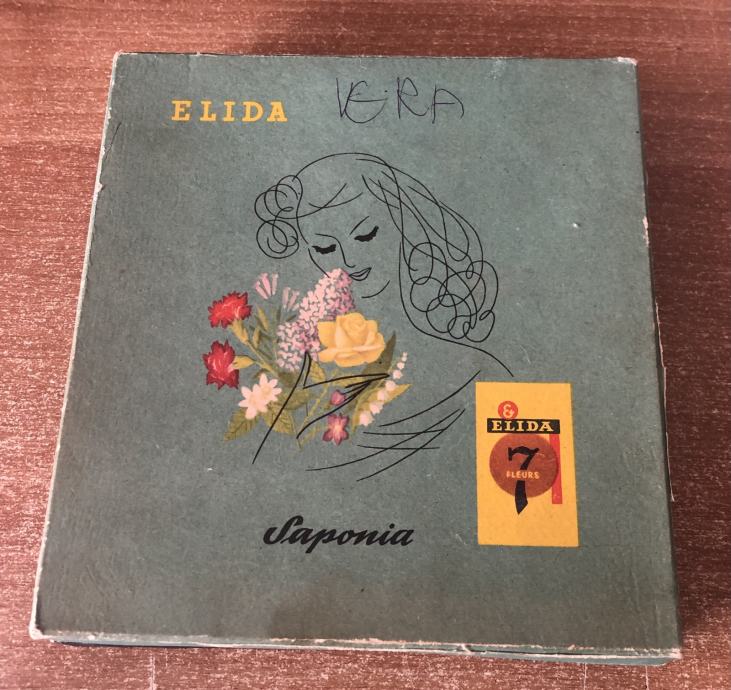 ELIDA
VERA
&
ELIDA
7
FLEURS
Saponia